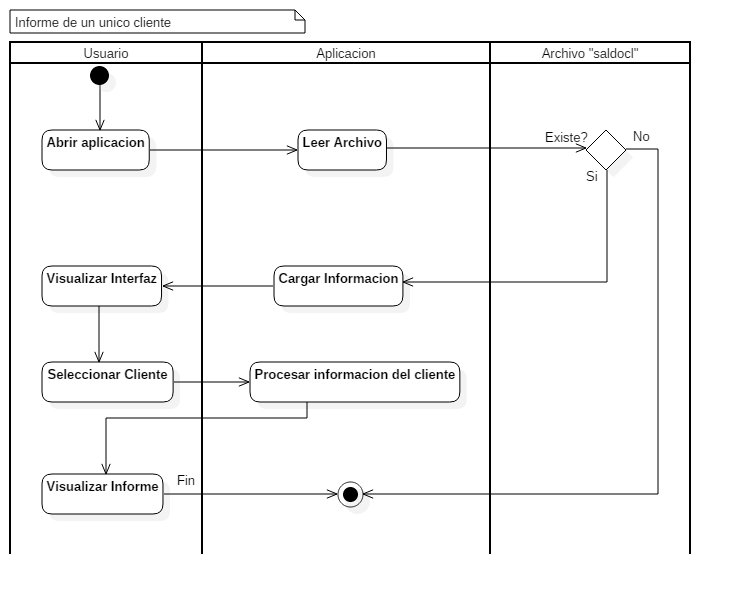 Informe de un unico cliente
Usuario
Aplicacion
Archivo "saldocl"
Abrir aplicacion
Leer Archivo
Existe?
No
Si
Visualizar Interfaz
Cargar Informacion
Seleccionar Cliente
Procesar informacion del cliente
Visualizar Informe
Fin